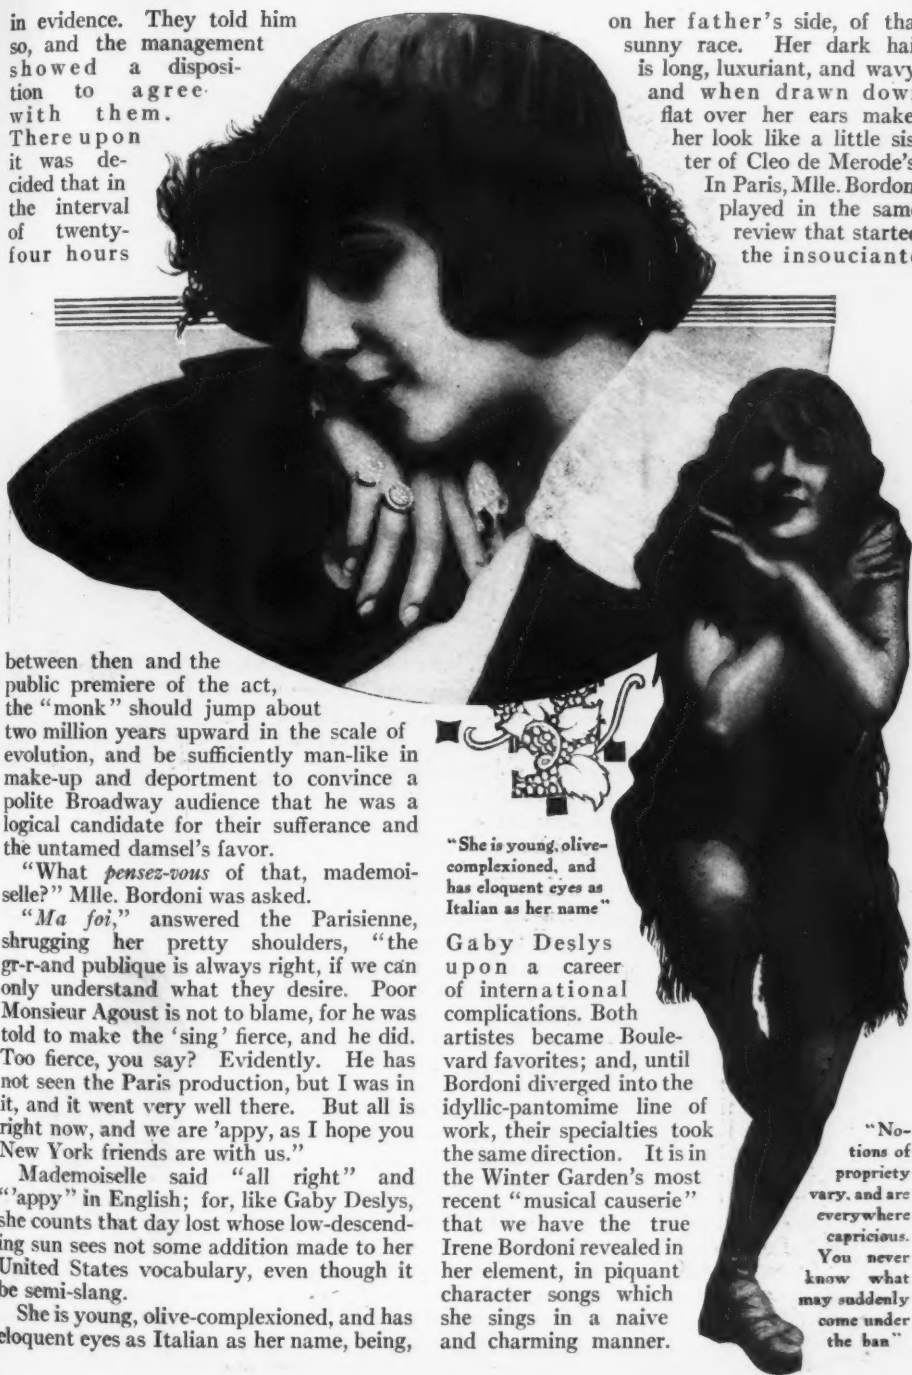 in evidence. They told him
so, and the management
showed a disposi-
tion to agree
with them.
Thereupon
it was de-
cided that in
the interval
of twenty-
four hours
between then and the
public premiere of the act,
the "monk" should jump about
two million years upward in the scale of
evolution, and be sufficiently man-like in
make-up and deportment to convince a
polite Broadway audience that he was a
logical candidate for their sufferance and
the untamed damsel's favor.
"What pensez-vous of that, mademoi-
selle?" Mlle. Bordoni was asked.
"Ma foi," answered the Parisienne,
shrugging her pretty shoulders, "the
gr-r-and publique is always right, if we can
only understand what they desire. Poor
Monsieur Agoust is not to blame, for he was
told to make the 'sing' fierce, and he did.
Too fierce, you say? Evidently. He has
not seen the Paris production, but I was in
it, and it went very well there. But all is
right now, and we are 'appy, as I hope you
New York friends are with us."
Mademoiselle said "all right" and
"'appy" in English; for, like Gaby Deslys,
she counts that day lost whose low-descend-
ing sun sees not some addition made to her
United States vocabulary, even though it
be semi-slang.
She is young, olive-complexioned, and has
eloquent eyes as Italian as her name, being,
on her father's side, of tha
sunny race. Her dark hai
is long, luxuriant, and wavy
and when drawn dow
flat over her ears make
her look like a little sis
ter of Cleo de Merode's
In Paris, Mlle. Bordon
played in the same
review that started
the insouciante
"She is young, olive-
complexioned, and
has eloquent eyes as
Italian as her name"
Gaby Deslys
upon a career
of international
complications. Both
artistes became Boule-
vard favorites; and, until
Bordoni diverged into the
idyllic-pantomime line of
work, their specialties took
the same direction. It is in
the Winter Garden's most
recent "musical causerie"
that we have the true
Irene Bordoni revealed in
her element, in piquant
character songs which
she sings in a naive
and charming manner.
"No-
tions of
propriety
vary, and are
everywhere
capricious.
You never
know what
may suddenly
come under
the ban"